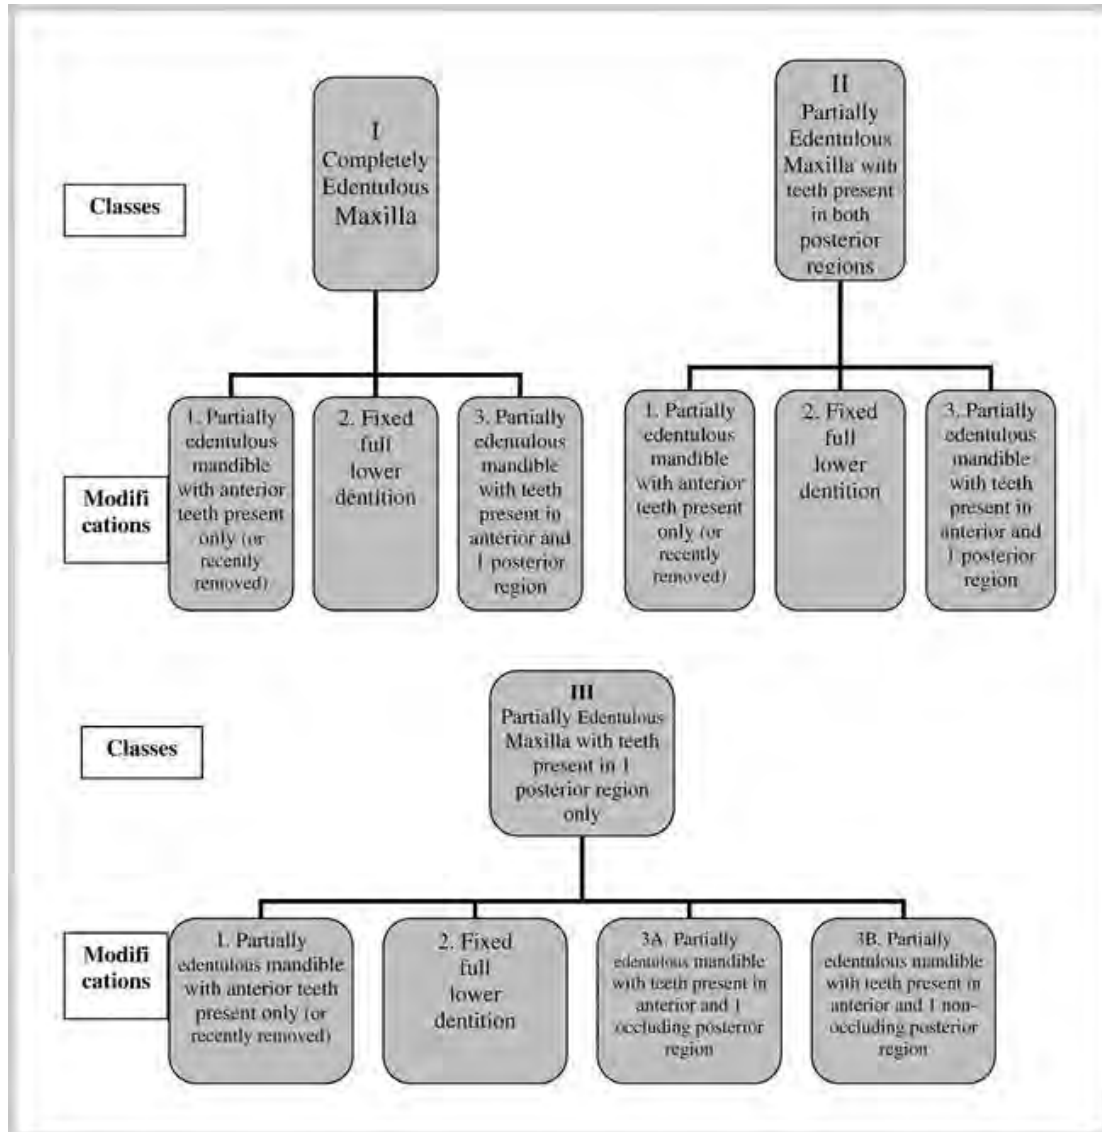 I
Completely
Edentulous
Maxilla
II
Partially
Edentulous
Maxilla with
teeth present
in both
posterior
regions
Classes
1. Partially
edentulous
mandible
with anterior
teeth present
only (or
recently
removed)
2. Fixed
full
lower
dentition
3. Partially
edentulous
mandible
with teeth
present in
anterior and
1 posterior
region
1. Partially
edentulous
mandible
with anterior
teeth present
only (or
recently
removed)
2. Fixed
full
lower
dentition
3. Partially
edentulous
mandible
with teeth
present in
anterior and
1 posterior
region
Modifi
cations
III
Partially Edentulous
Maxilla with teeth
present in 1
posterior region
only
Classes
Modifi
cations
1. Partially
edentulous mandible
with anterior teeth
present only (or
recently removed)
2. Fixed
full
lower
dentition
3A. Partially
edentulous mandible
with teeth present in
anterior and 1
occluding posterior
region
3B. Partially
edentulous mandible
with teeth present in
anterior and 1 non-
occluding posterior
region